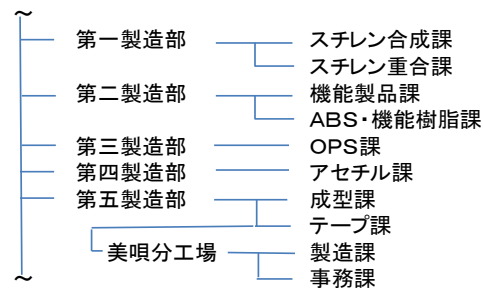 ～
第一製造部 スチレン合成課
スチレン重合課
第二製造部 機能製品課
ABS・機能樹脂課
第三製造部 OPS課
第四製造部 アセチル課
第五製造部 成型課
テープ課
美唄分工場 製造課
事務課
～